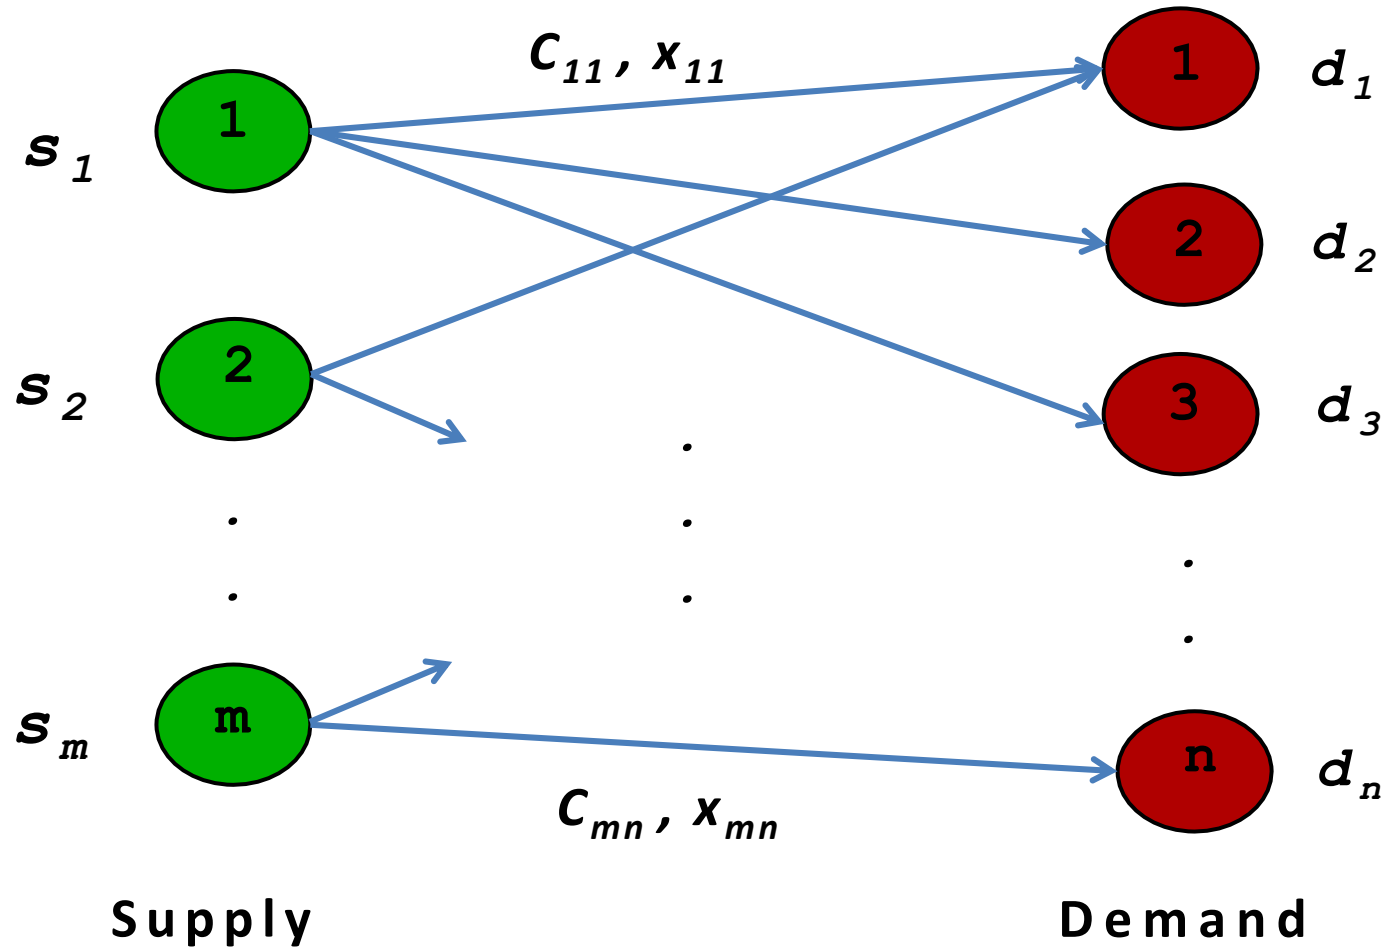 C11, x11
1
d1
1
s1
2
d2
2
s2
3
d3
m
sm
n
dn
Cmn, xmn
Supply
Demand